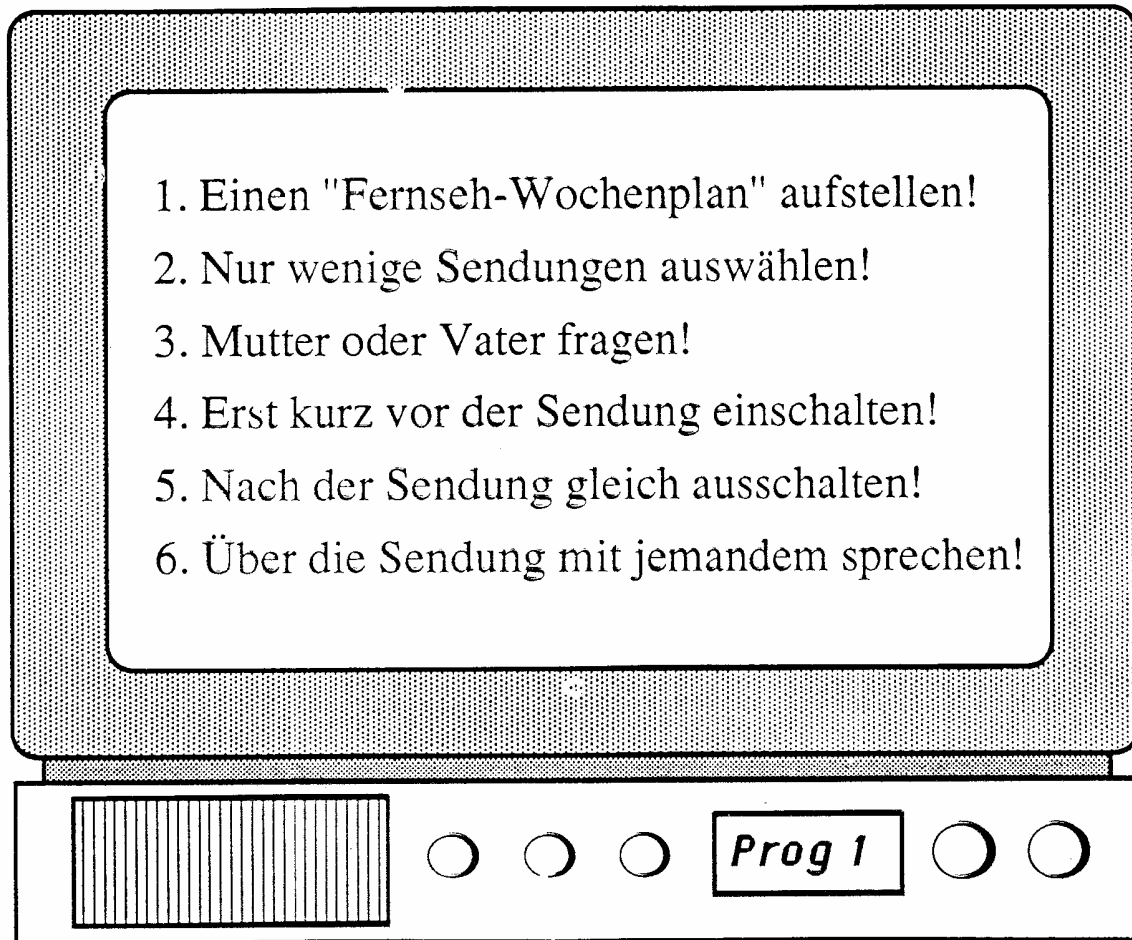 1. Einen "Fernseh-Wochenplan" aufstellen!
2. Nur wenige Sendungen auswählen!
3. Mutter oder Vater fragen!
4. Erst kurz vor der Sendung einschalten!
5. Nach der Sendung gleich ausschalten!
6. Über die Sendung mit jemandem sprechen!
Prog 1